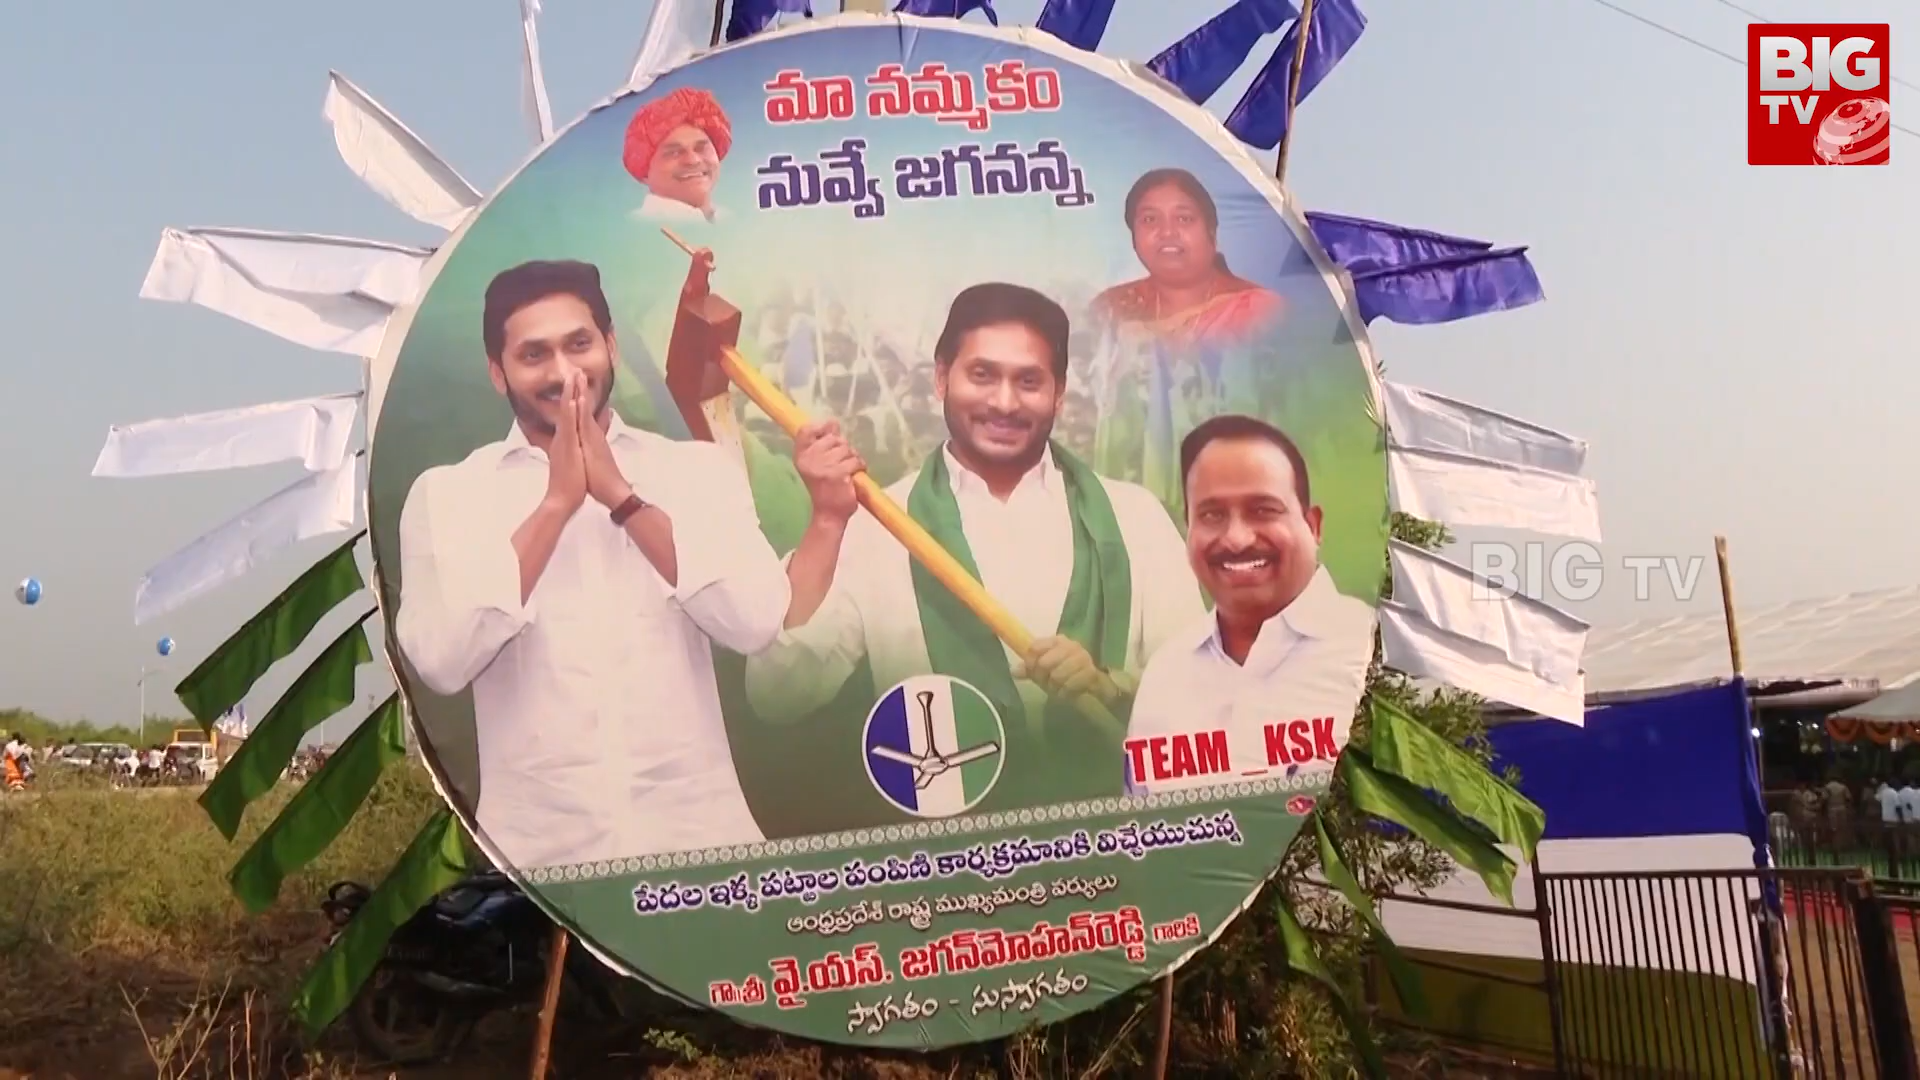 BIG
TV
మా నమ్మకం
నువ్వే జగనన్న
BIG TV
TEAM _KSK
పేదల ఇళ్ళ పట్టాల పంపిణి కార్యక్రమానికి విచ్చేయుచున్న
ఆంధ్రప్రదేశ్ రాష్ట్ర ముఖ్యమంత్రి వర్యులు
గౌ॥శ్రీ వై.యస్. జగన్‌మోహన్‌రెడ్డి గారికి
స్వాగతం - సుస్వాగతం